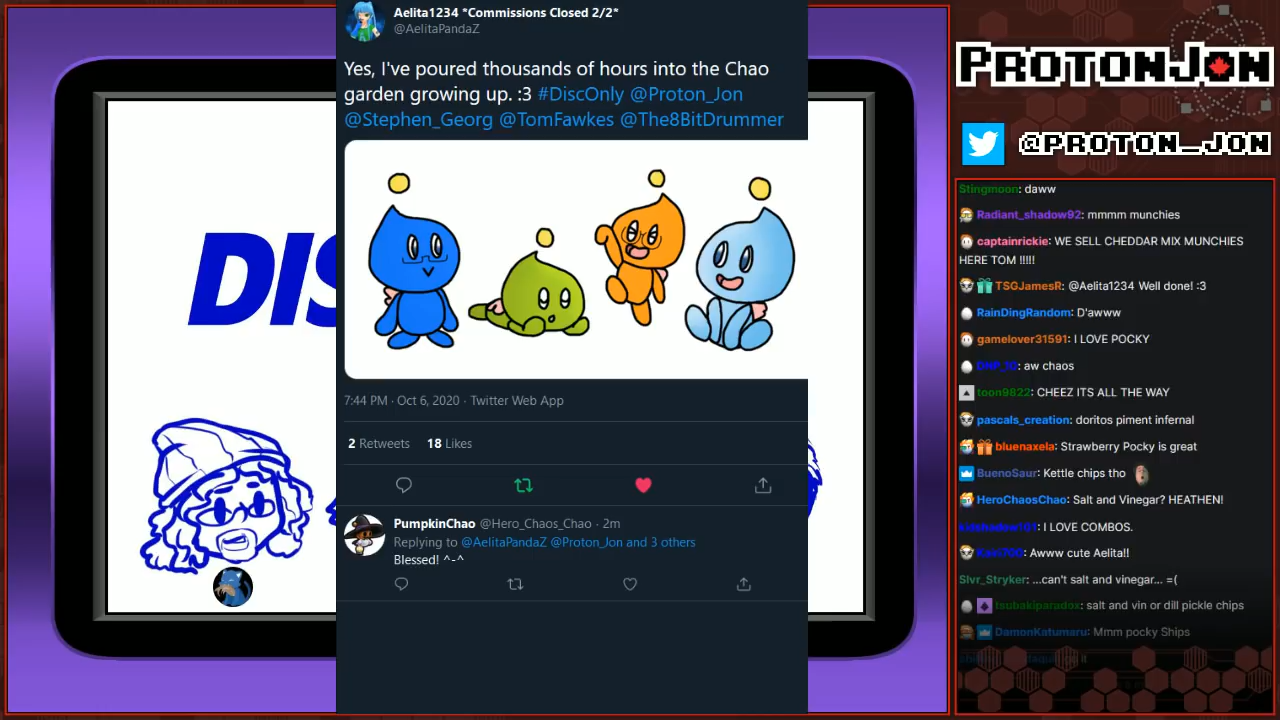 Aelita1234 *Commissions Closed 2/2*
@AelitaPandaZ
Yes, I've poured thousands of hours into the Chao
garden growing up. :3 #DiscOnly @Proton_Jon
@Stephen_Georg @TomFawkes @The8BitDrummer
7:44 PM · Oct 6, 2020 · Twitter Web App
2 Retweets 18 Likes
PumpkinChao @Hero_Chaos_Chao · 2m
Replying to @AelitaPandaZ @Proton_Jon and 3 others
Blessed! ^-^
DIS
PROTONJON
@PROTON_JON
Stingmoon: daww
Radiant_shadow92: mmmm munchies
captainrickie: WE SELL CHEDDAR MIX MUNCHIES
HERE TOM !!!!!
TSGJamesR: @Aelita1234 Well done! :3
RainDingRandom: D'awww
gamelover31591: I LOVE POCKY
DNP_10: aw chaos
toon9822: CHEEZ ITS ALL THE WAY
pascals_creation: doritos piment infernal
bluenaxela: Strawberry Pocky is great
BuenoSaur: Kettle chips tho
HeroChaosChao: Salt and Vinegar? HEATHEN!
kidshadow101: I LOVE COMBOS.
Kairi700: Awww cute Aelita!!
Slvr_Stryker: ...can't salt and vinegar... =(
tsubakiparadox: salt and vin or dill pickle chips
DamonKatumaru: Mmm pocky Ships